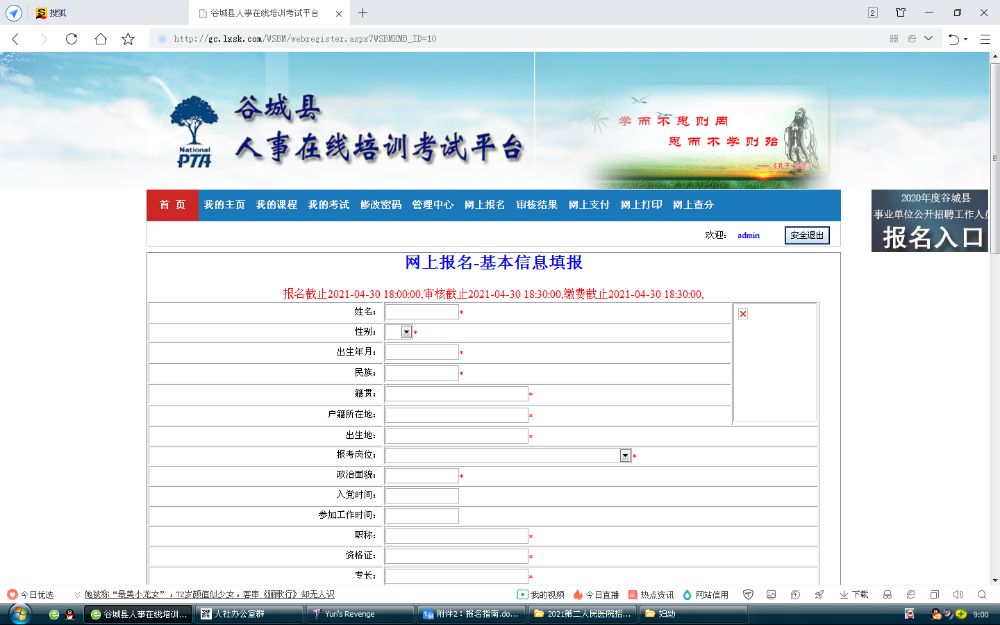 搜狐
谷城县人事在线培训考试平台
2
http://gc.lxsk.com/WSBM/webregister.aspx?WSBMXMB_ID=10
National
PTA
谷城县
人事在线培训考试平台
学而不思则罔
思而不学则殆
首 页 我的主页 我的课程 我的考试 修改密码 管理中心 网上报名 审核结果 网上支付 网上打印 网上查分
2020年度谷城县
事业单位公开招聘工作人员
报名入口
欢迎: admin 安全退出
网上报名-基本信息填报
报名截止2021-04-30 18:00:00,审核截止2021-04-30 18:30:00,缴费截止2021-04-30 18:30:00,
姓名: *
性别: *
出生年月: *
民族: *
籍贯: *
户籍所在地: *
出生地: *
报考岗位: *
政治面貌: *
入党时间:
参加工作时间:
职称: *
资格证: *
专长: *
今日优选 她被称“最美小龙女”，72岁颜值似少女，客串《骊歌行》却无人识 我的视频 今日直播 热点资讯 网站信用 下载
谷城县人事在线培训... 人社办公室群 Yuri's Revenge 附件2：报名指南.do... 2021第二人民医院招... 妇幼 9:00